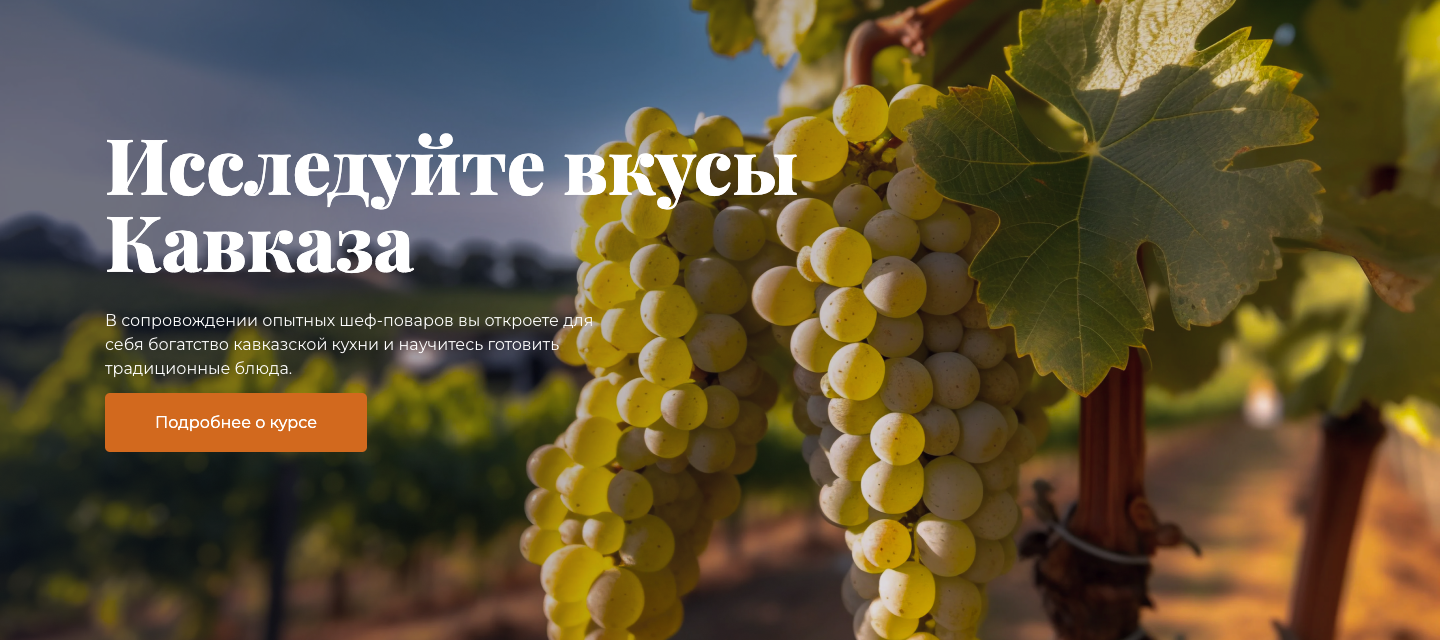 Исследуйте вкусы
Кавказа
В сопровождении опытных шеф-поваров вы откроете для
себя богатство кавказской кухни и научитесь готовить
традиционные блюда.
Подробнее о курсе